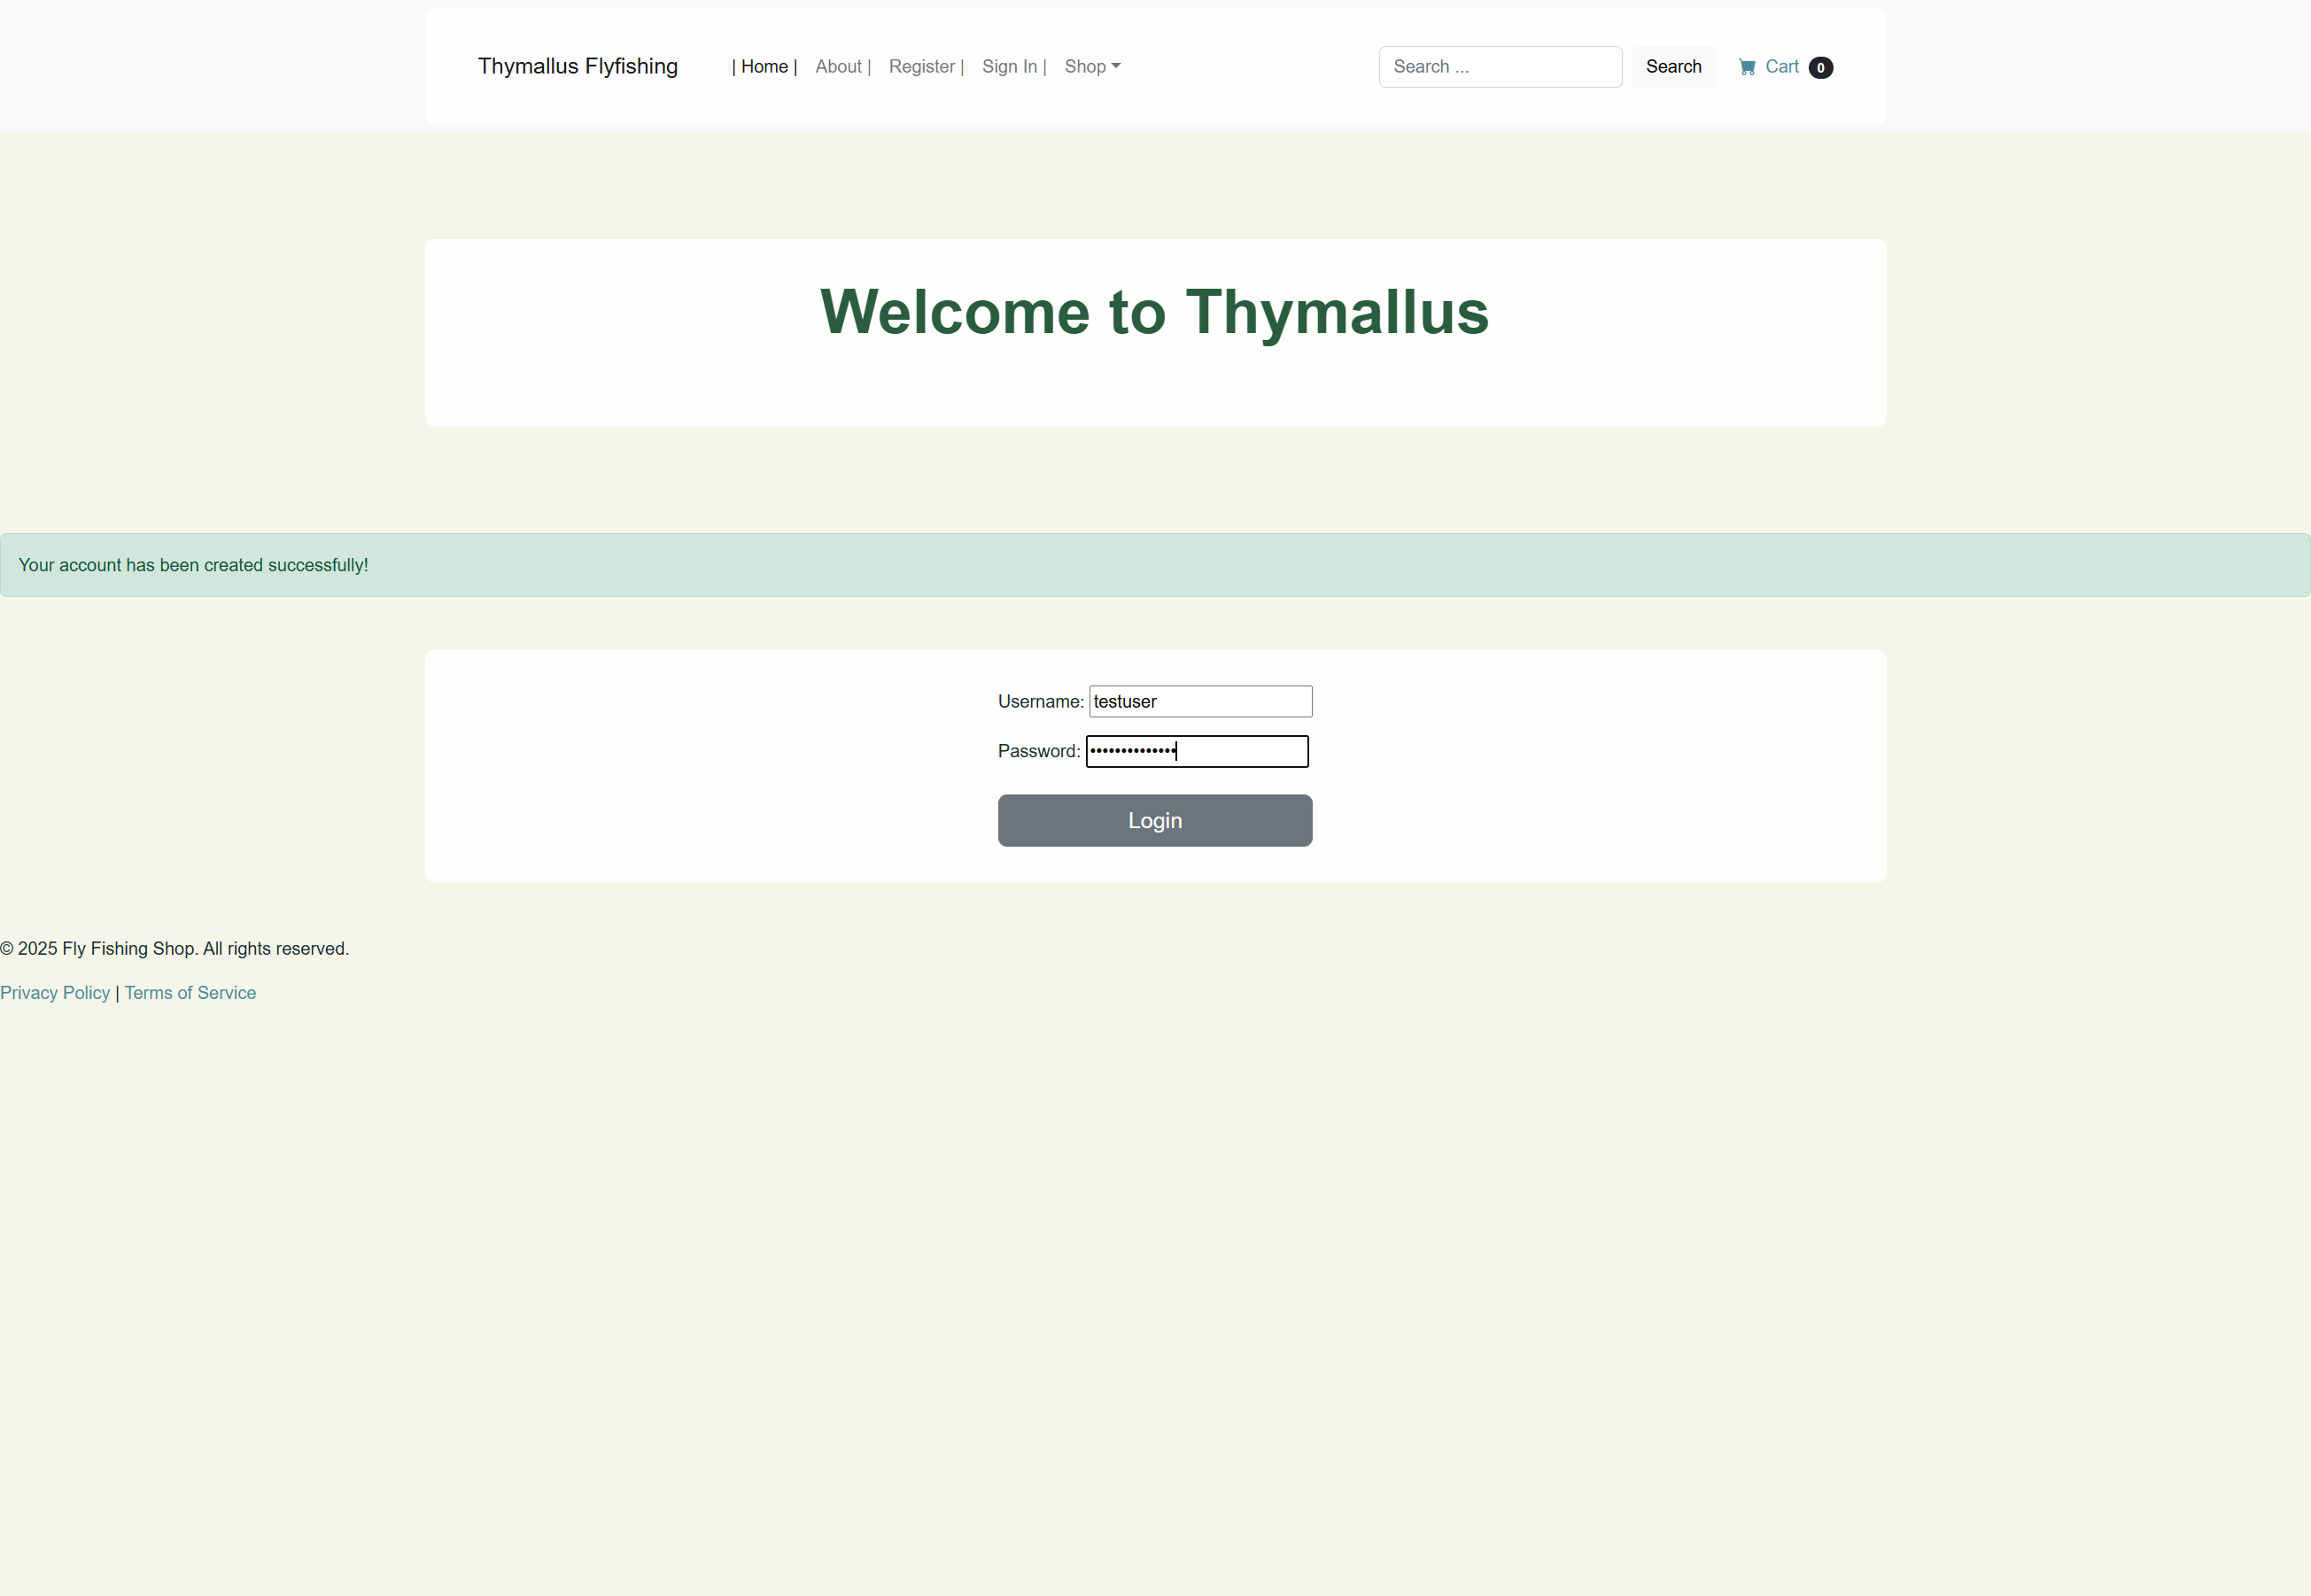 Thymallus Flyfishing | Home | About | Register | Sign In | Shop Search ... Search Cart 0
Welcome to Thymallus
Your account has been created successfully!
Username: testuser
Password: ••••••••••••••
Login
© 2025 Fly Fishing Shop. All rights reserved.
Privacy Policy | Terms of Service